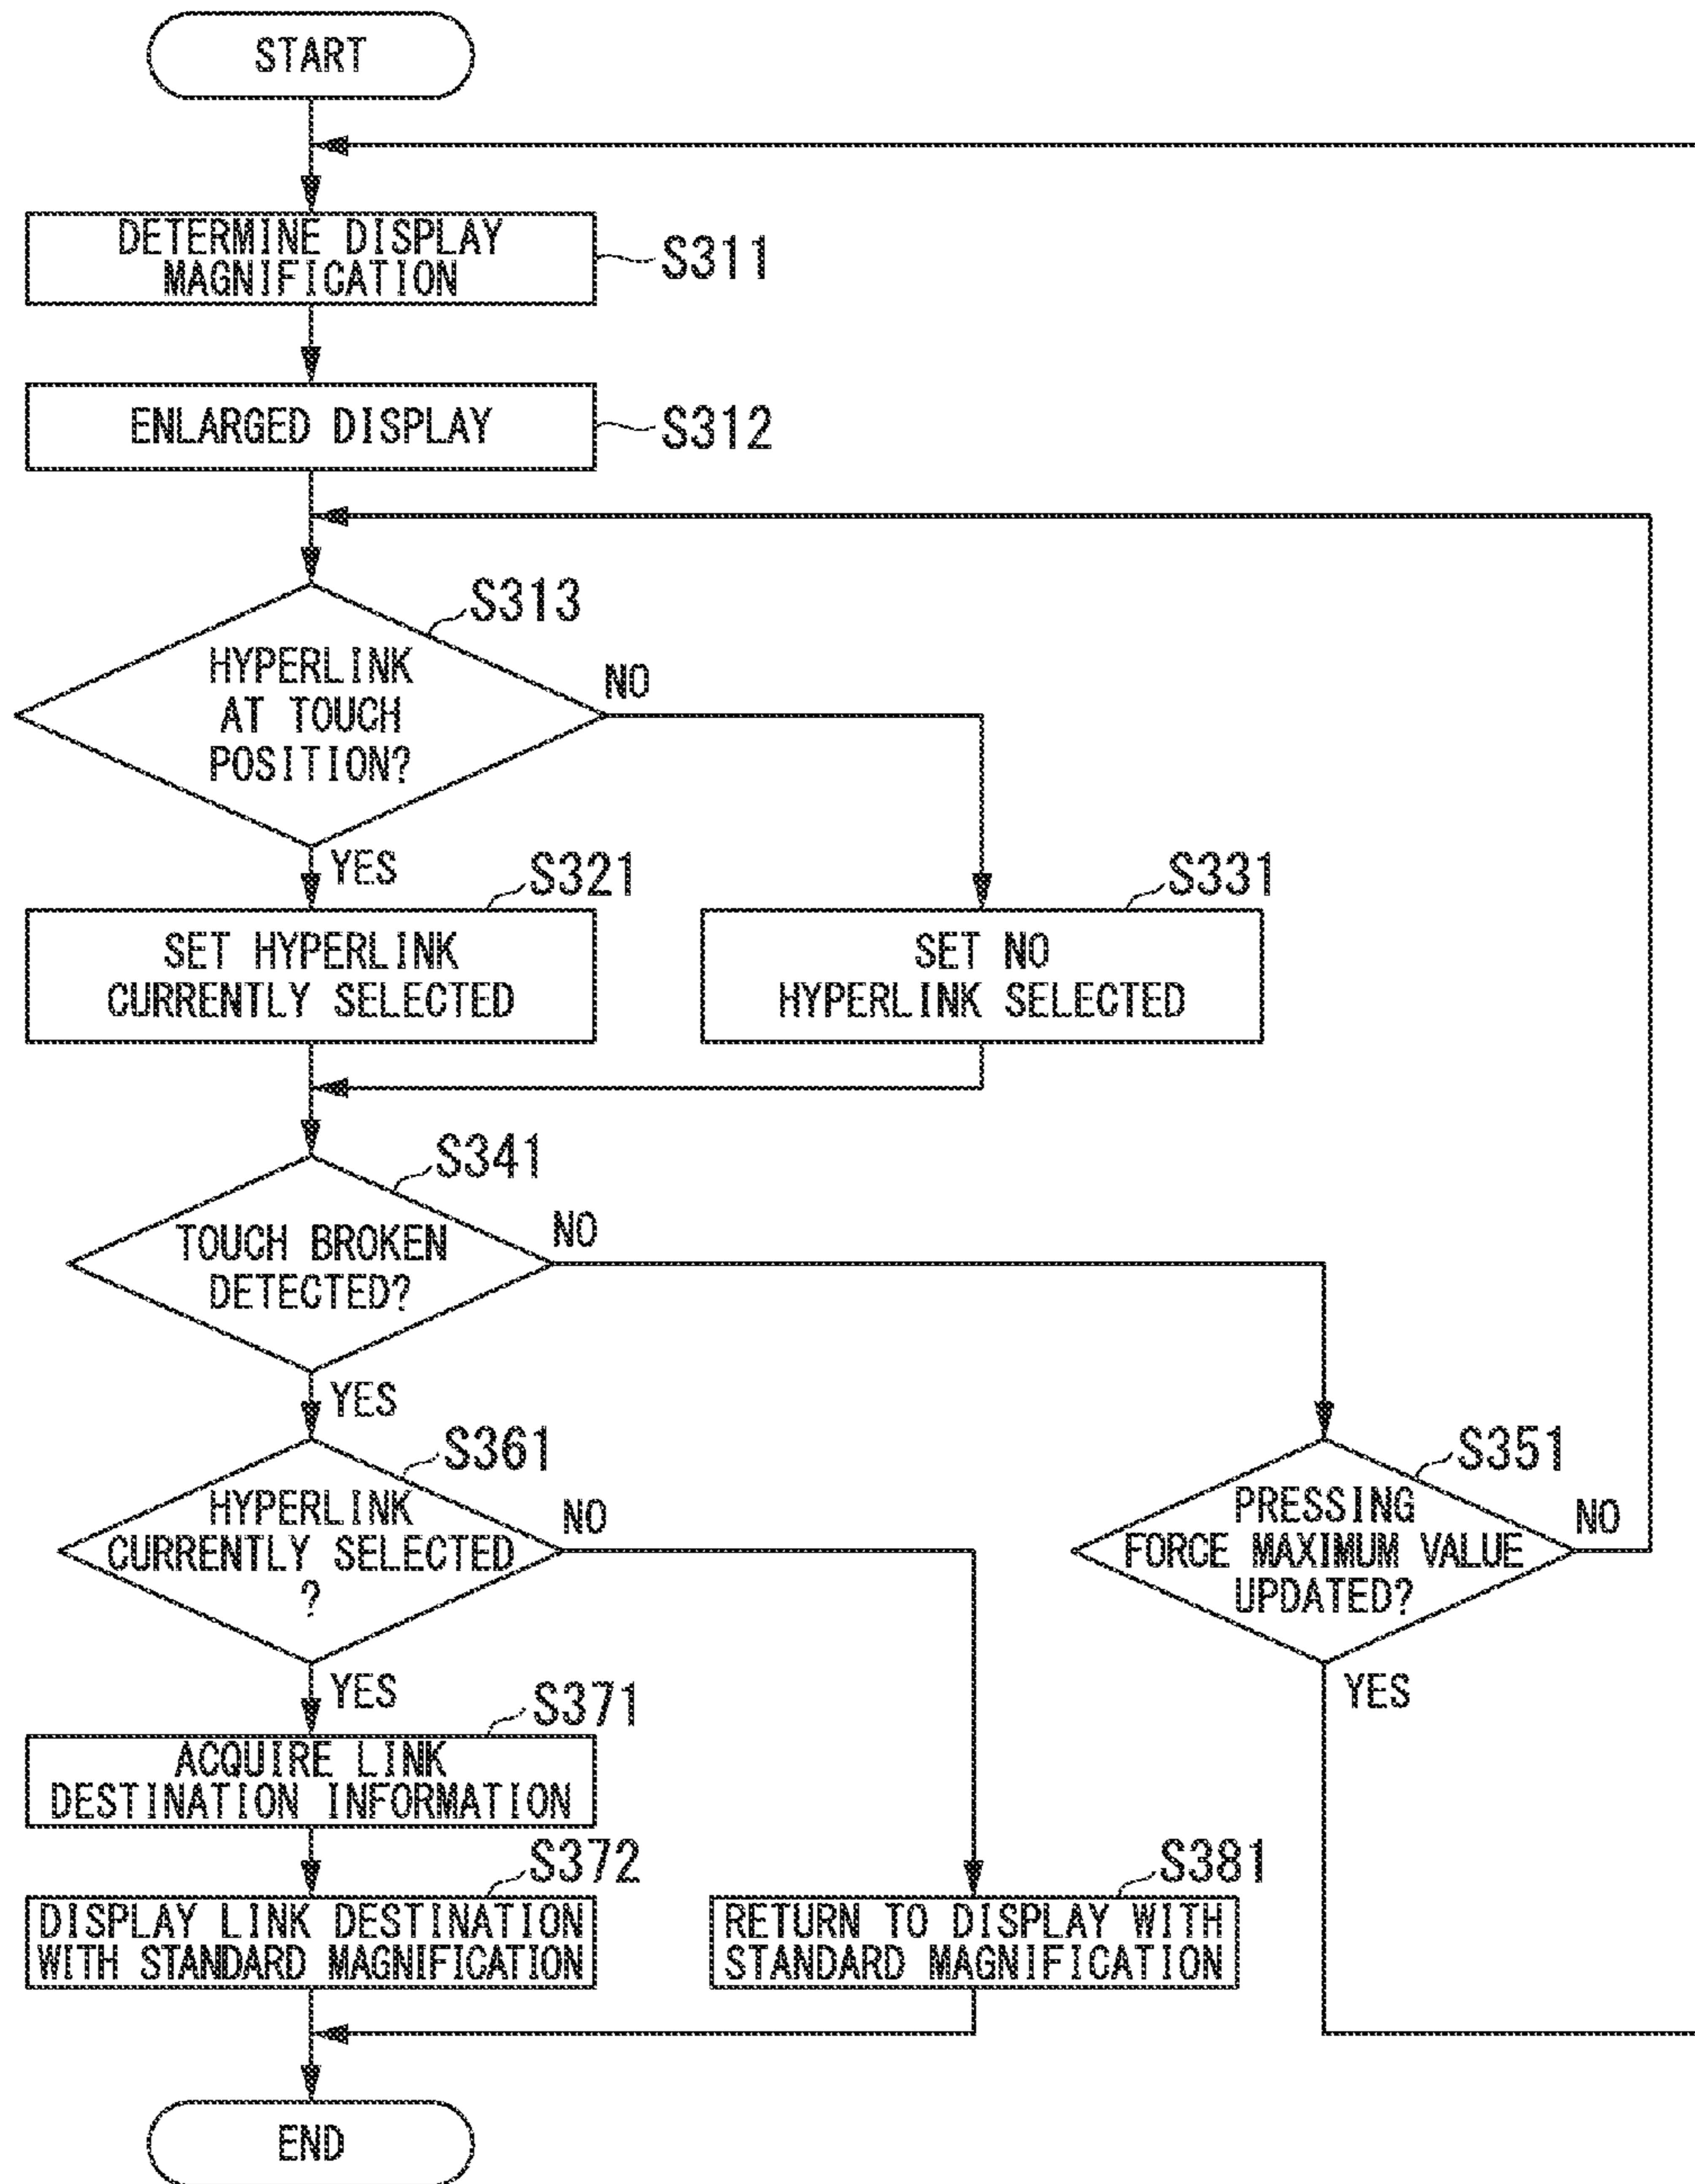 START
DETERMINE DISPLAY
MAGNIFICATION
S311
ENLARGED DISPLAY
S312
S313
HYPERLINK
AT TOUCH
POSITION?
NO
YES
S321
SET HYPERLINK
CURRENTLY SELECTED
S331
SET NO
HYPERLINK SELECTED
S341
TOUCH BROKEN
DETECTED?
NO
YES
S361
HYPERLINK
CURRENTLY SELECTED
?
NO
YES
S351
PRESSING
FORCE MAXIMUM VALUE
UPDATED?
NO
YES
S371
ACQUIRE LINK
DESTINATION INFORMATION
S372
DISPLAY LINK DESTINATION
WITH STANDARD MAGNIFICATION
S381
RETURN TO DISPLAY WITH
STANDARD MAGNIFICATION
END